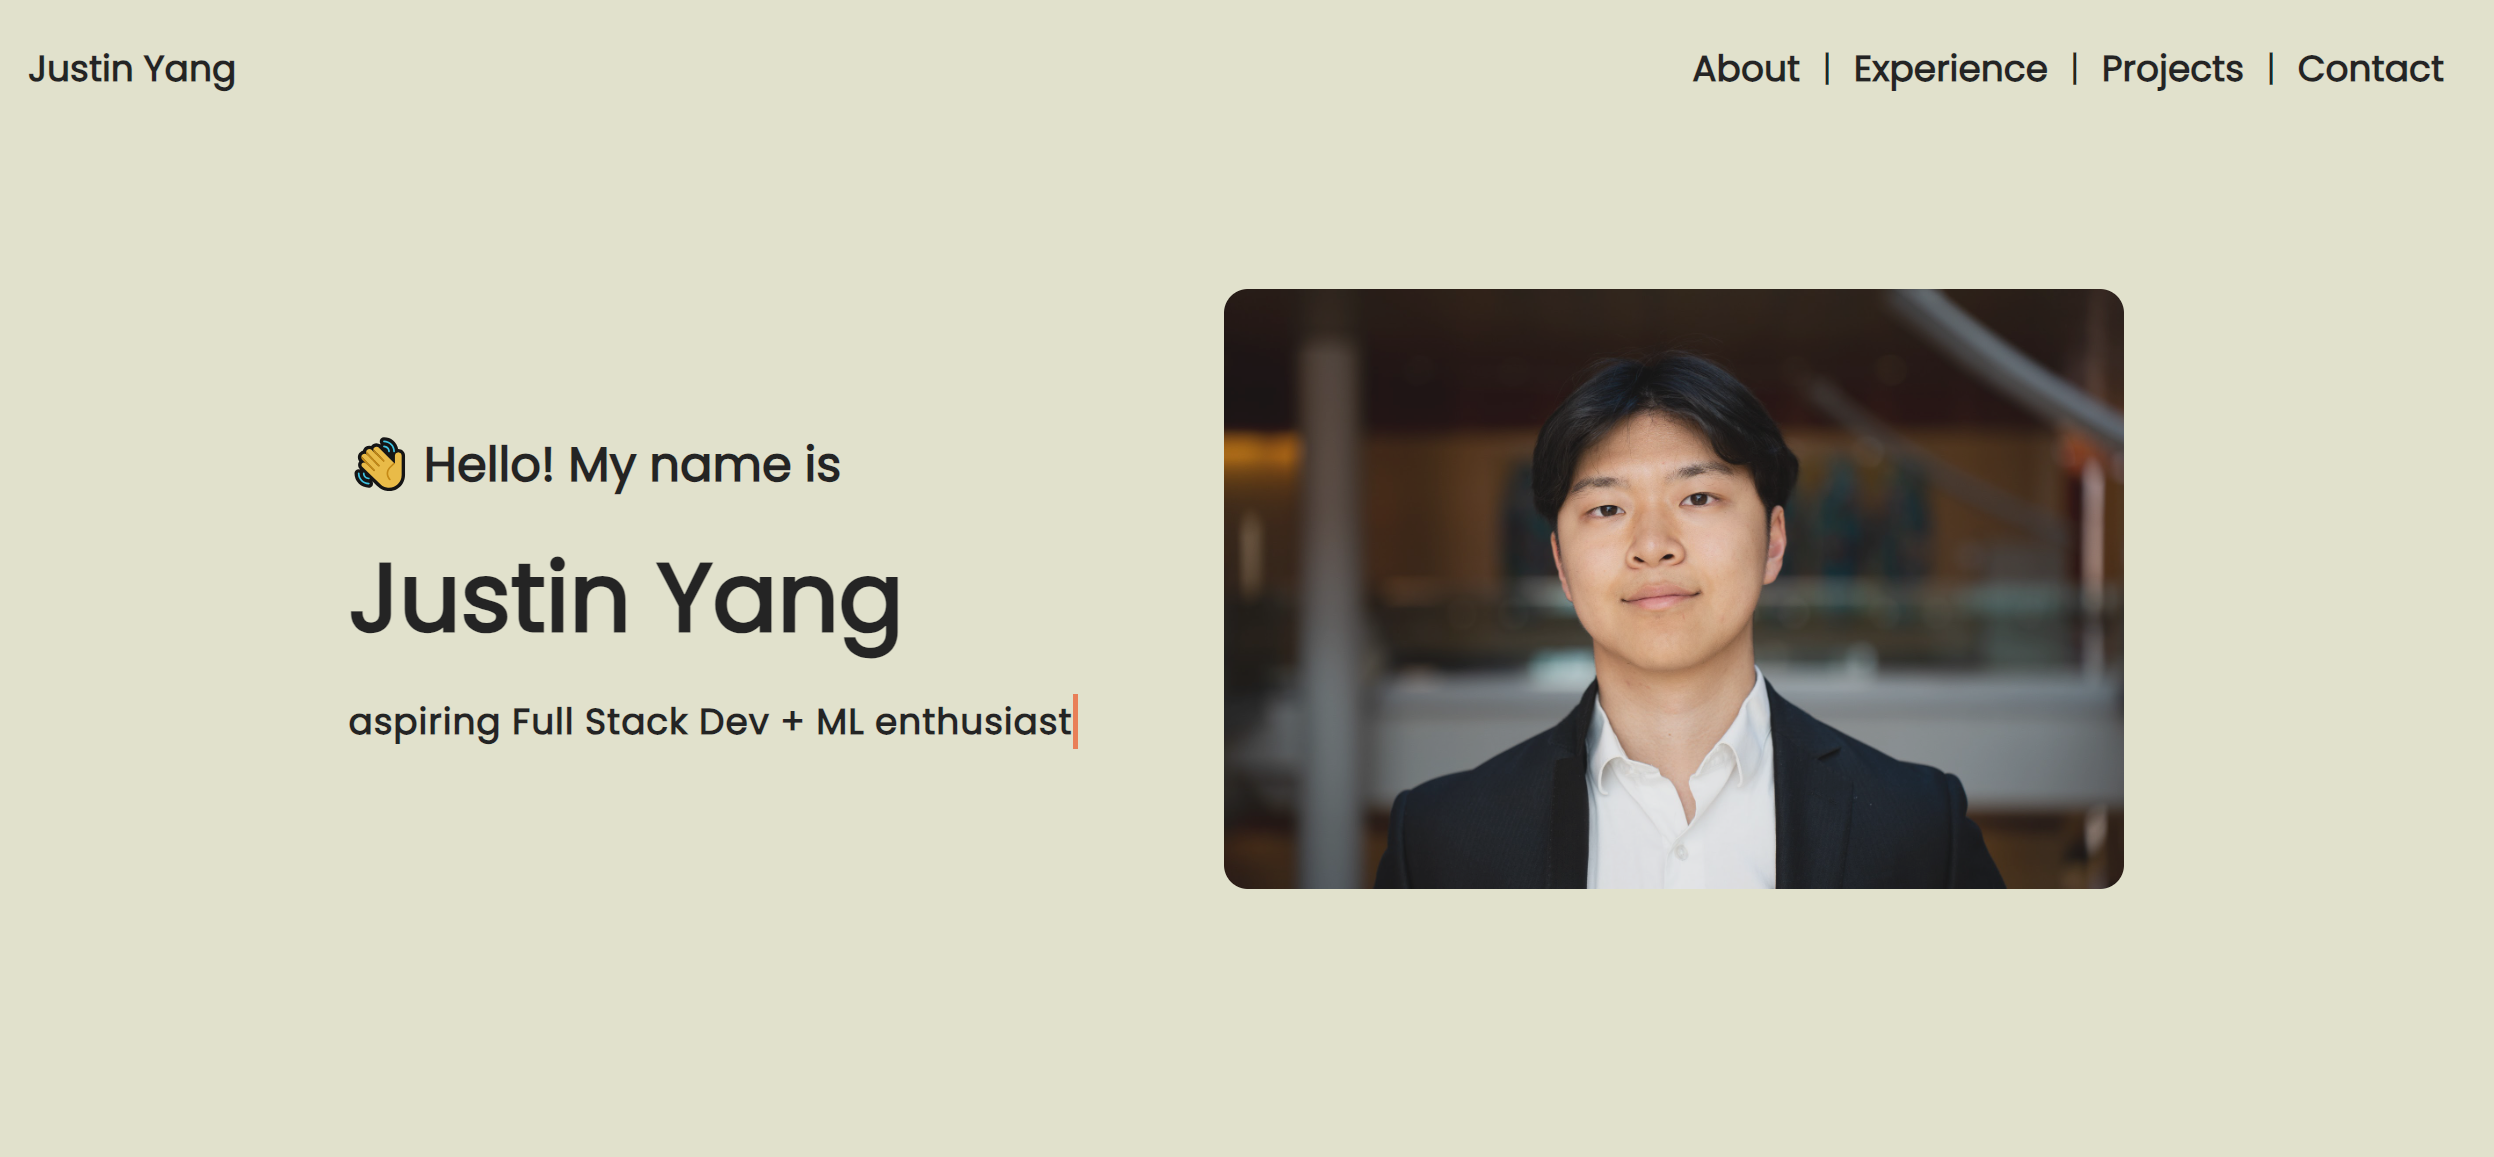 Justin Yang
About | Experience | Projects | Contact
👋 Hello! My name is
Justin Yang
aspiring Full Stack Dev + ML enthusiast